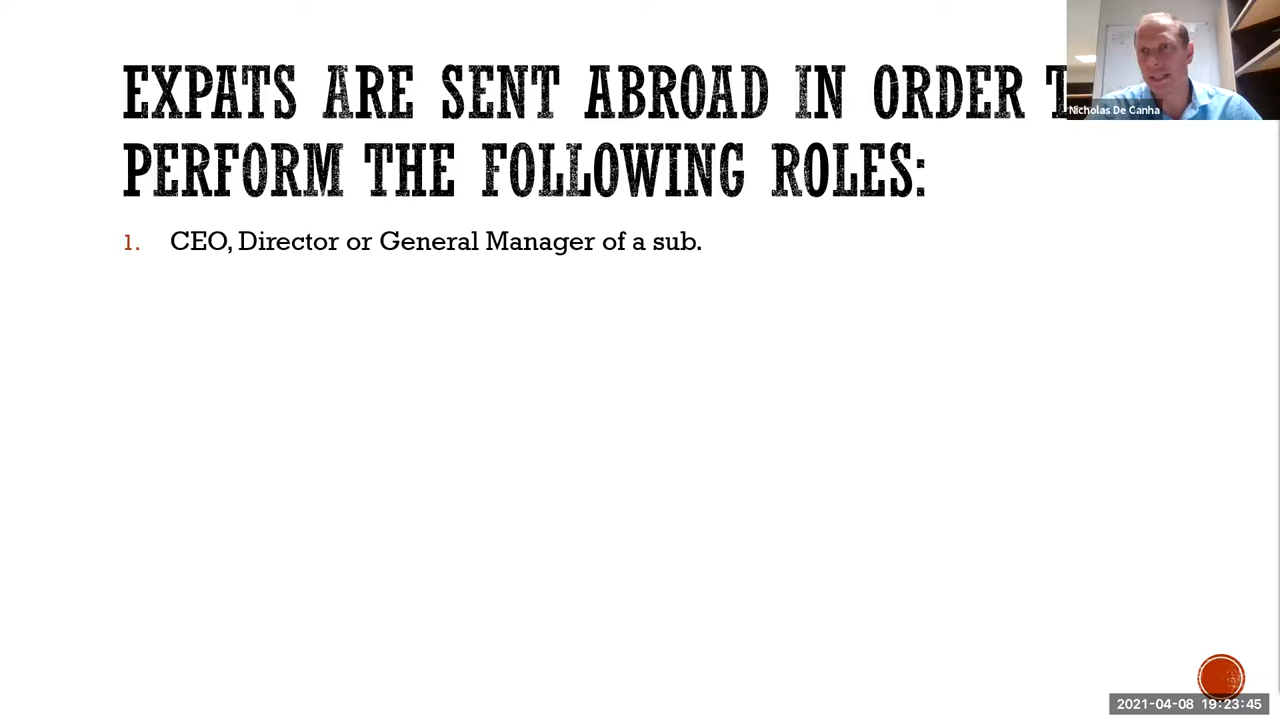 EXPATS ARE SENT ABROAD IN ORDER T
PERFORM THE FOLLOWING ROLES:
Nicholas De Canha
1. CEO, Director or General Manager of a sub.
2021-04-08 19:23:45